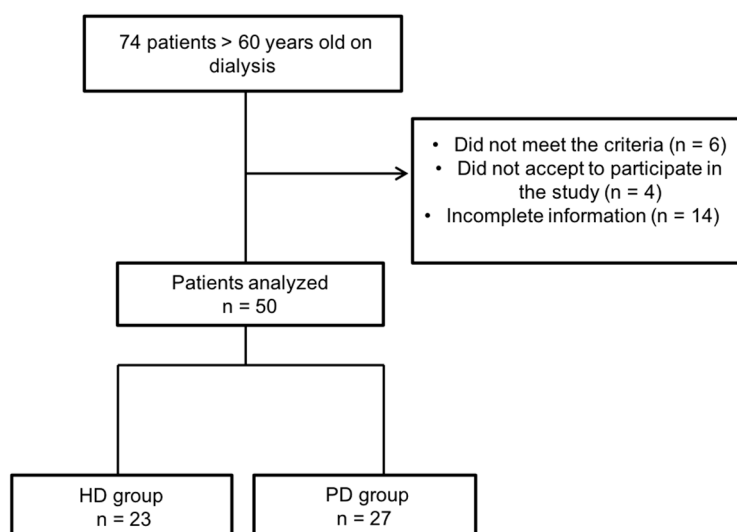 74 patients > 60 years old on
dialysis
• Did not meet the criteria (n = 6)
• Did not accept to participate in
the study (n = 4)
• Incomplete information (n = 14)
Patients analyzed
n = 50
HD group
n = 23
PD group
n = 27